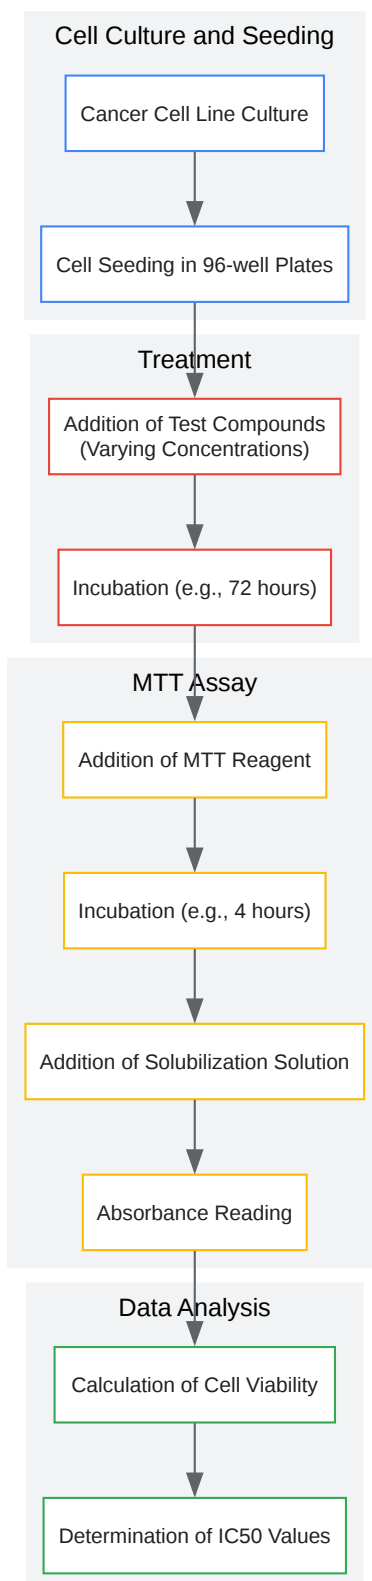 Cell Culture and Seeding
Cancer Cell Line Culture
Cell Seeding in 96-well Plates
Treatment
Addition of Test Compounds
(Varying Concentrations)
Incubation (e.g., 72 hours)
MTT Assay
Addition of MTT Reagent
Incubation (e.g., 4 hours)
Addition of Solubilization Solution
Absorbance Reading
Data Analysis
Calculation of Cell Viability
Determination of IC50 Values